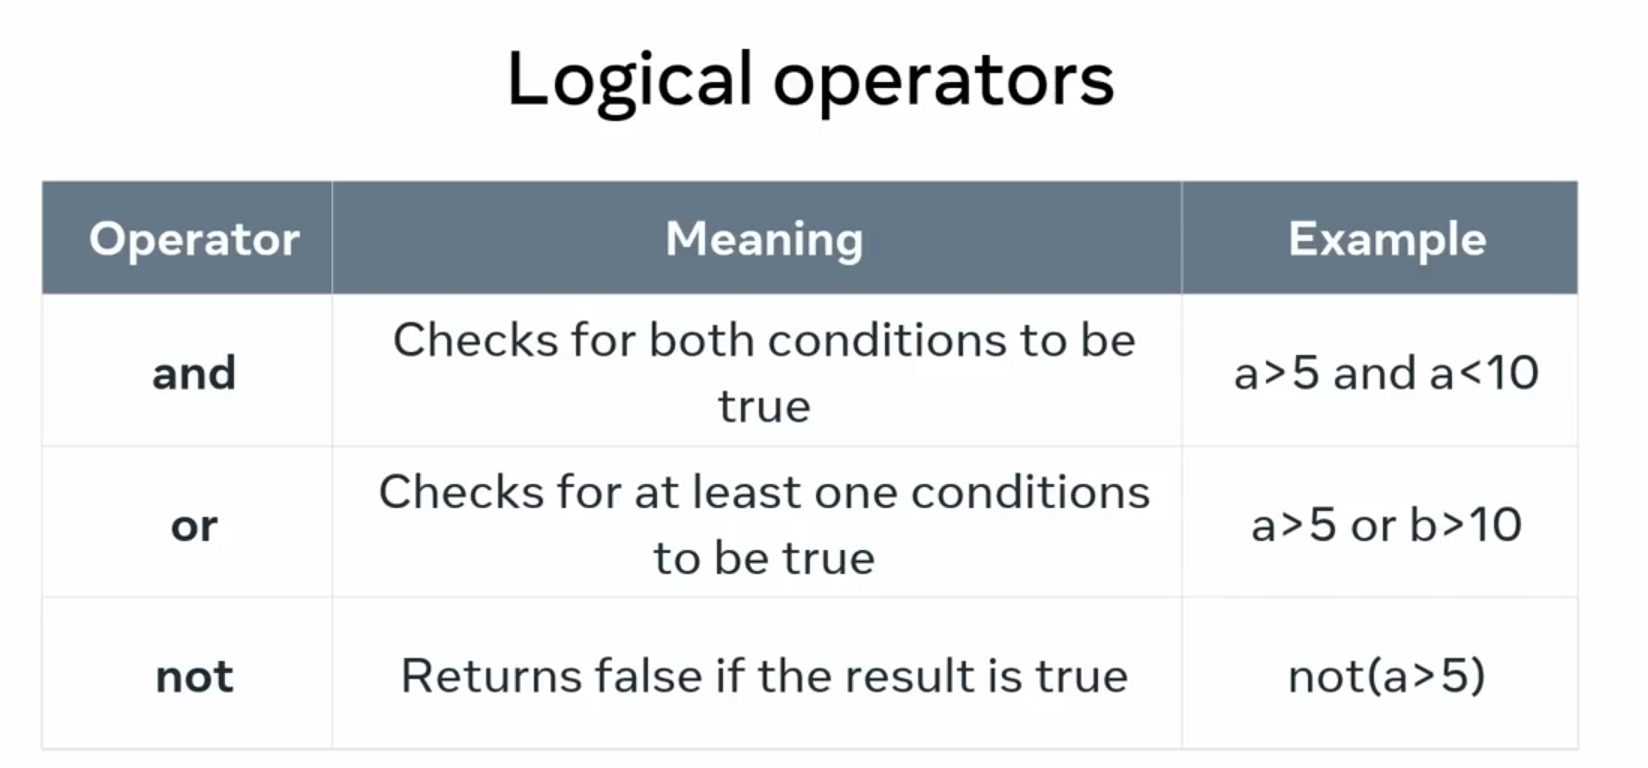 Logical operators
Operator Meaning Example
and
Checks for both conditions to be
true
a>5 and a<10
or
Checks for at least one conditions
to be true
a>5 or b>10
not
Returns false if the result is true
not(a>5)